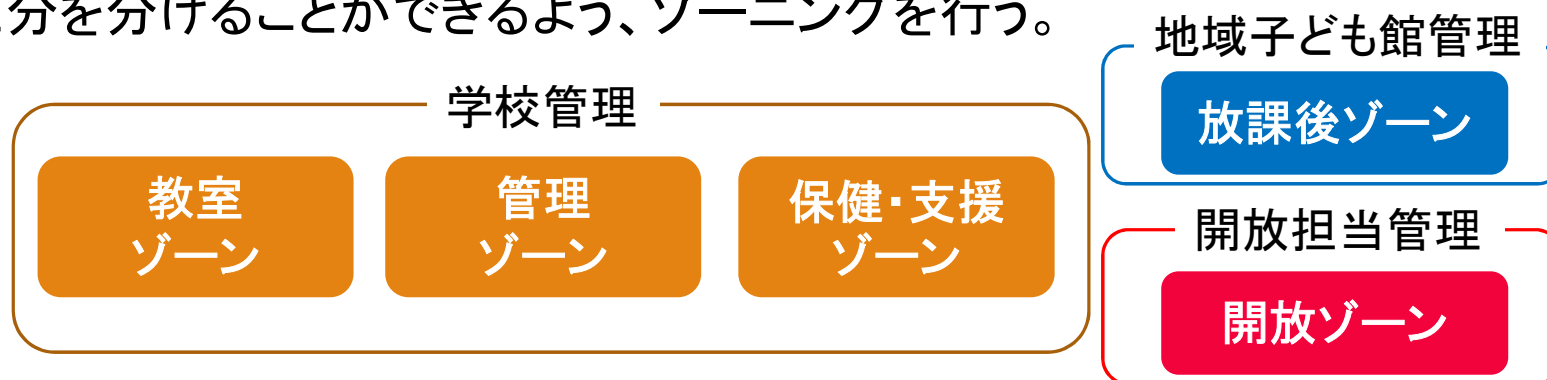 分を分けることができるよう、ゾーニングを行う。
学校管理
教室
ゾーン
管理
ゾーン
保健・支援
ゾーン
地域子ども館管理
放課後ゾーン
開放担当管理
開放ゾーン